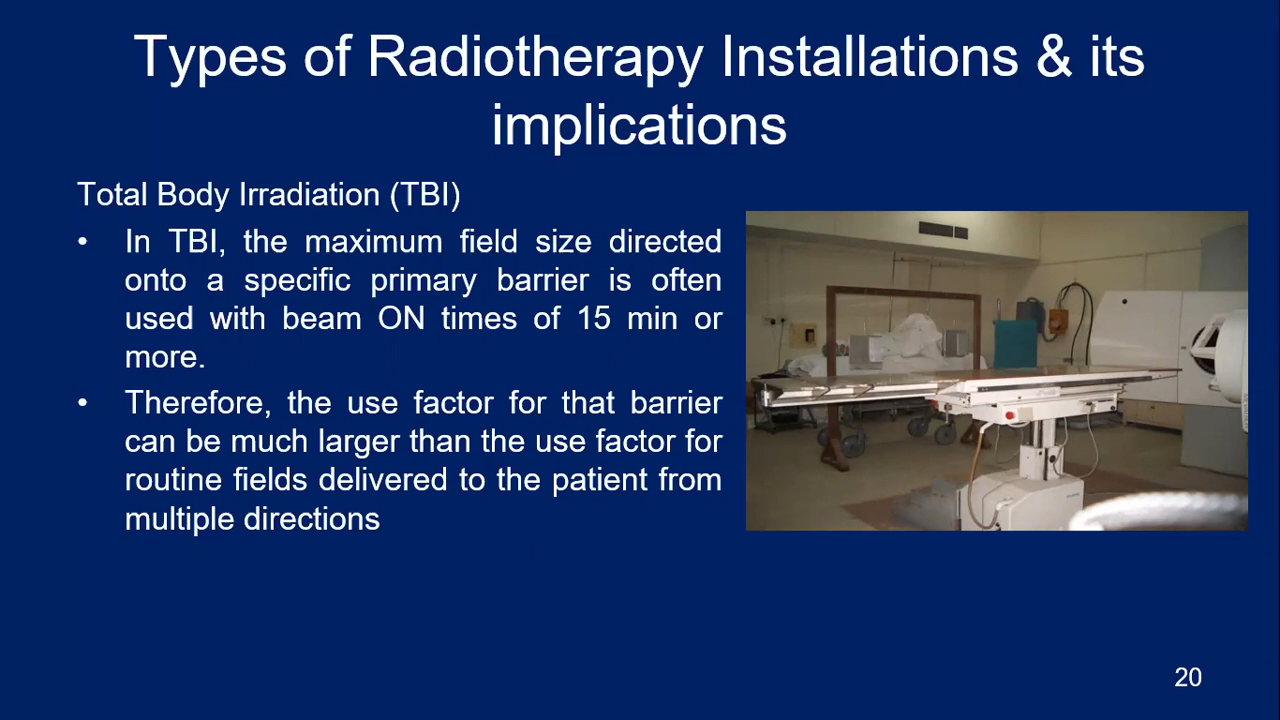 Types of Radiotherapy Installations & its
implications
Total Body Irradiation (TBI)
• In TBI, the maximum field size directed
onto a specific primary barrier is often
used with beam ON times of 15 min or
more.
• Therefore, the use factor for that barrier
can be much larger than the use factor for
routine fields delivered to the patient from
multiple directions
20